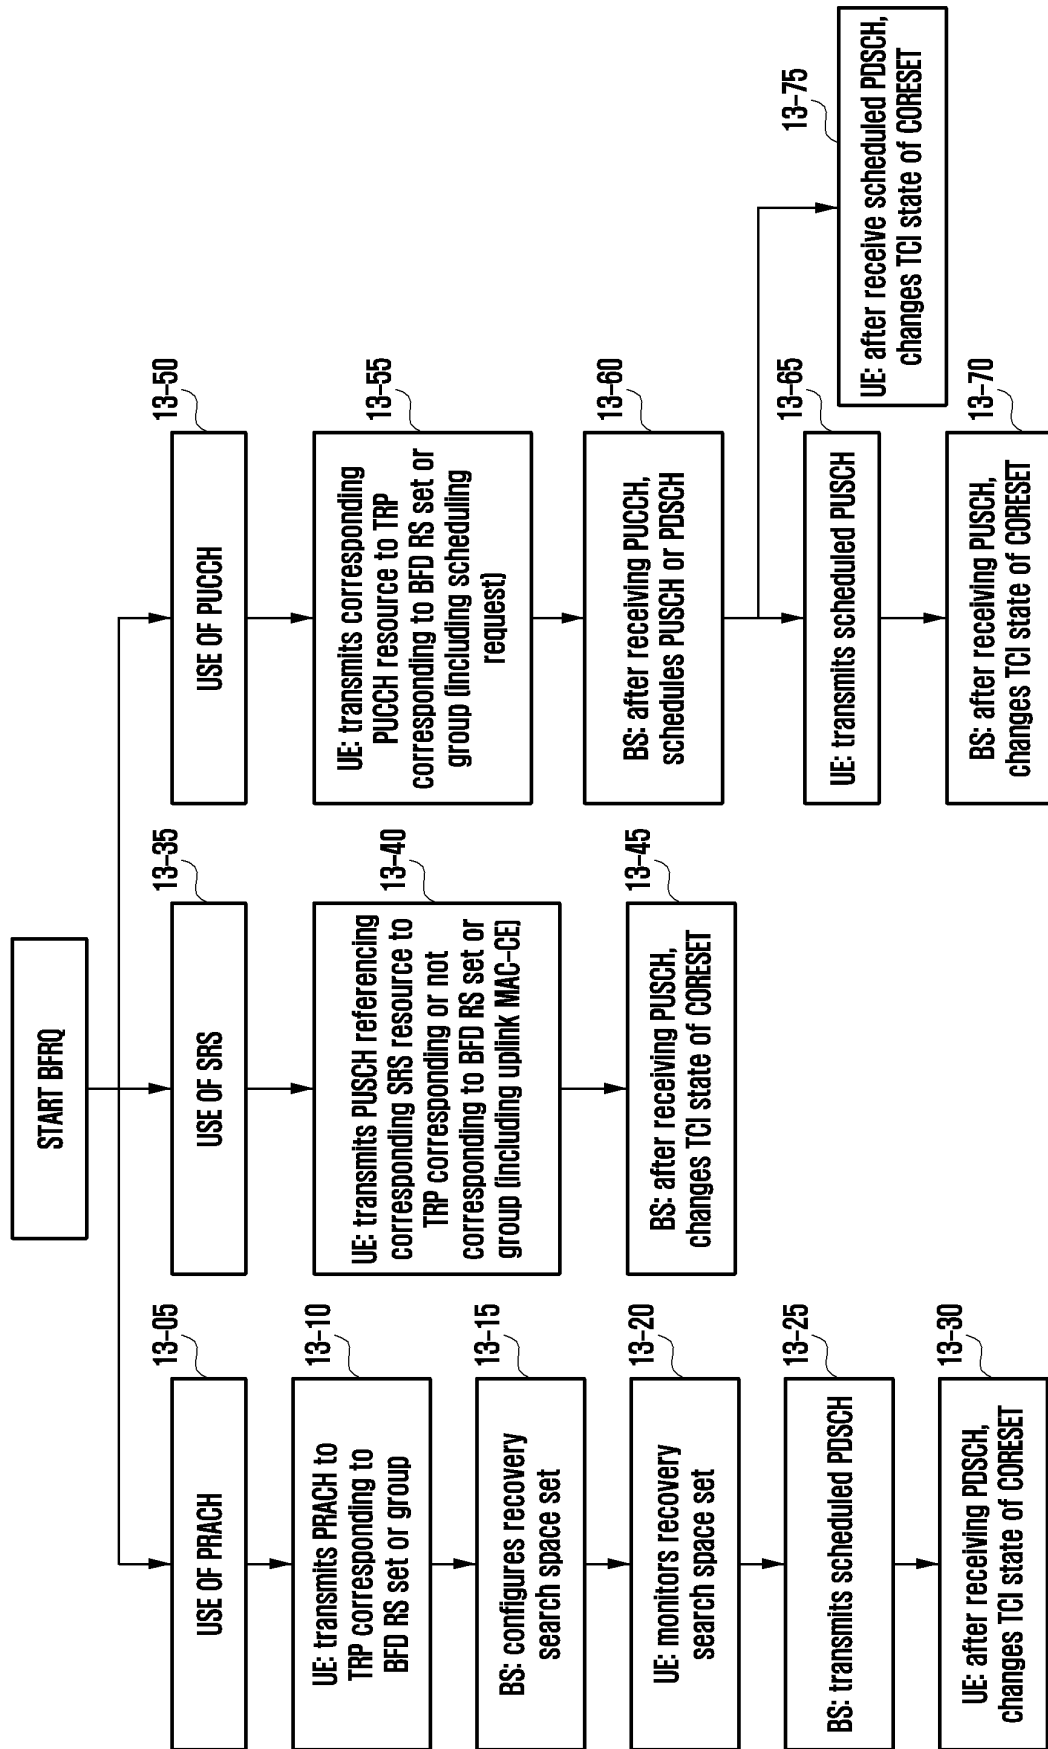 START BFRQ
13-05
USE OF PRACH
13-10
UE: transmits PRACH to
TRP corresponding to
BFD RS set or group
13-15
BS: configures recovery
search space set
13-20
UE: monitors recovery
search space set
13-25
BS: transmits scheduled PDSCH
13-30
UE: after receiving PDSCH,
changes TCI state of CORESET
13-35
USE OF SRS
13-40
UE: transmits PUSCH referencing
corresponding SRS resource to
TRP corresponding or not
corresponding to BFD RS set or
group (including uplink MAC-CE)
13-45
BS: after receiving PUSCH,
changes TCI state of CORESET
13-50
USE OF PUCCH
13-55
UE: transmits corresponding
PUCCH resource to TRP
corresponding to BFD RS set or
group (including scheduling
request)
13-60
BS: after receiving PUCCH,
schedules PUSCH or PDSCH
13-65
UE: transmits scheduled PUSCH
13-70
BS: after receiving PUSCH,
changes TCI state of CORESET
13-75
UE: after receive scheduled PDSCH,
changes TCI state of CORESET